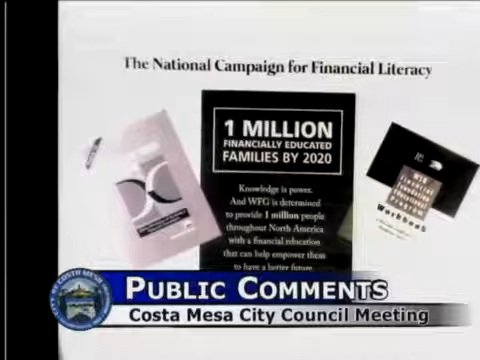 The National Campaign for Financial Literacy
1 MILLION
FINANCIALLY EDUCATED
FAMILIES BY 2020
Knowledge is power.
And WFG is determined
to provide 1 million people
throughout North America
with a financial education
that can help empower them
to have a better future.
Workbook
PUBLIC COMMENTS
Costa Mesa City Council Meeting